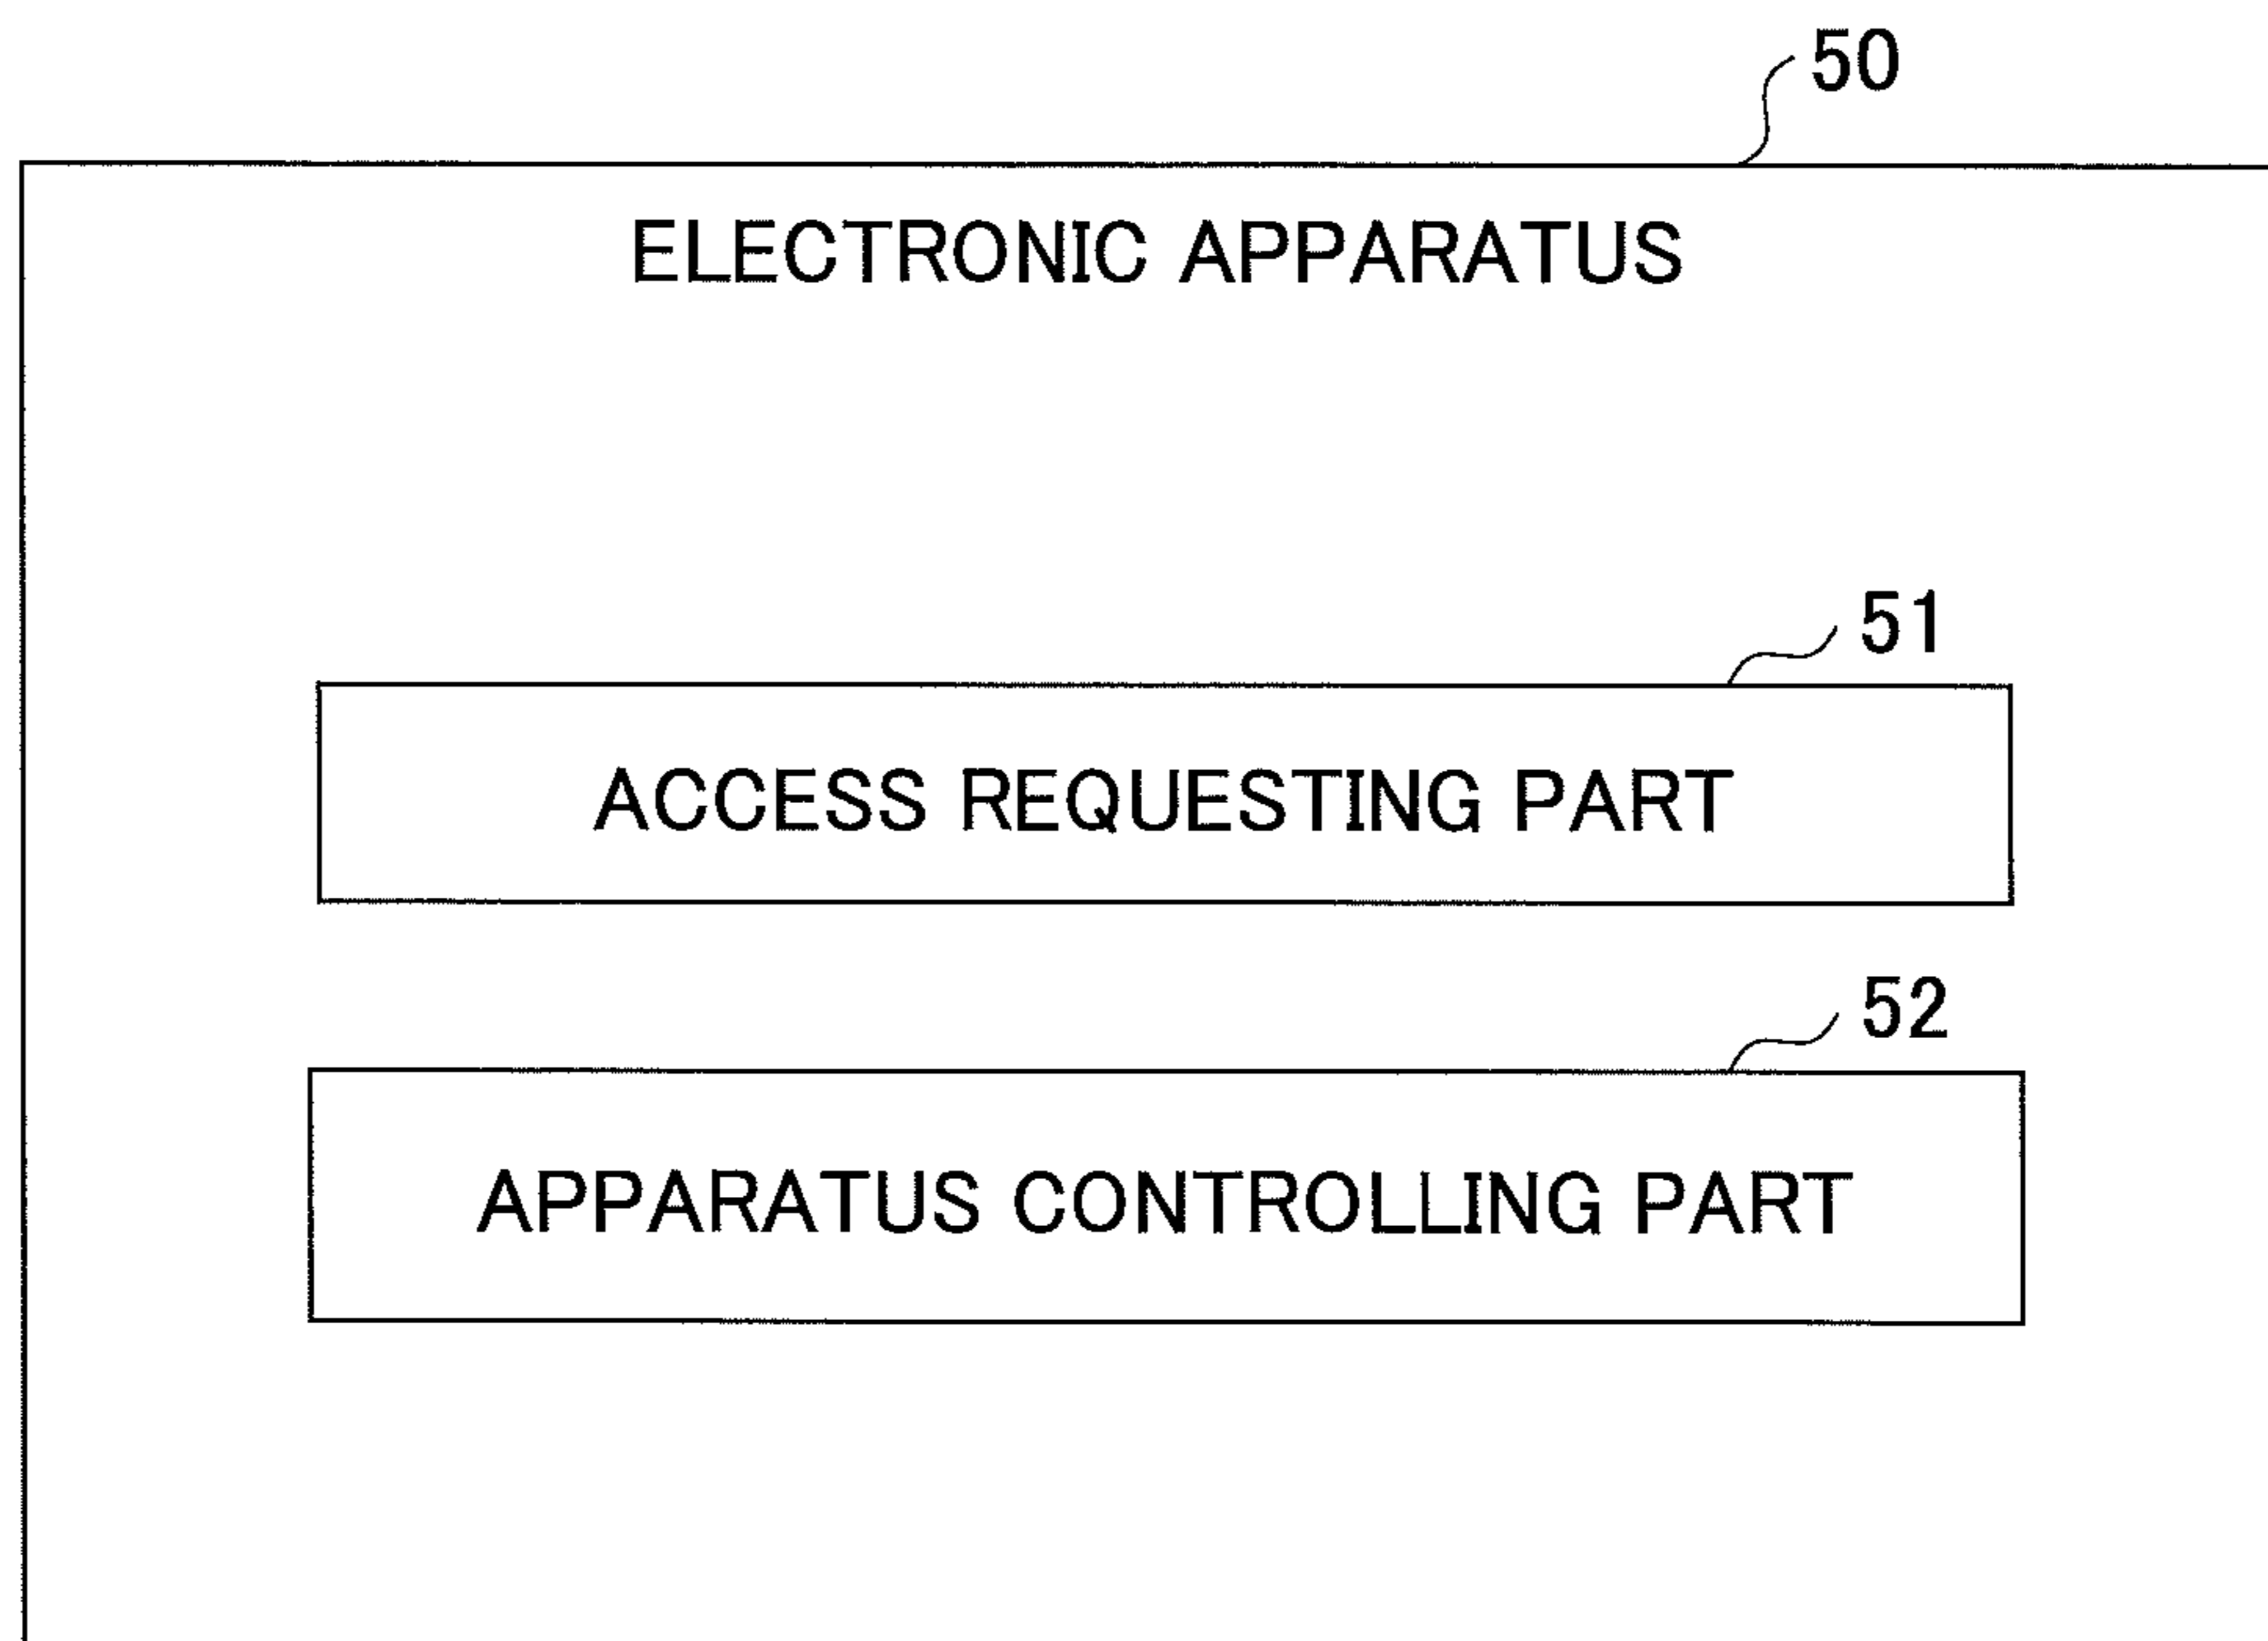 50
ELECTRONIC APPARATUS
51
ACCESS REQUESTING PART
52
APPARATUS CONTROLLING PART